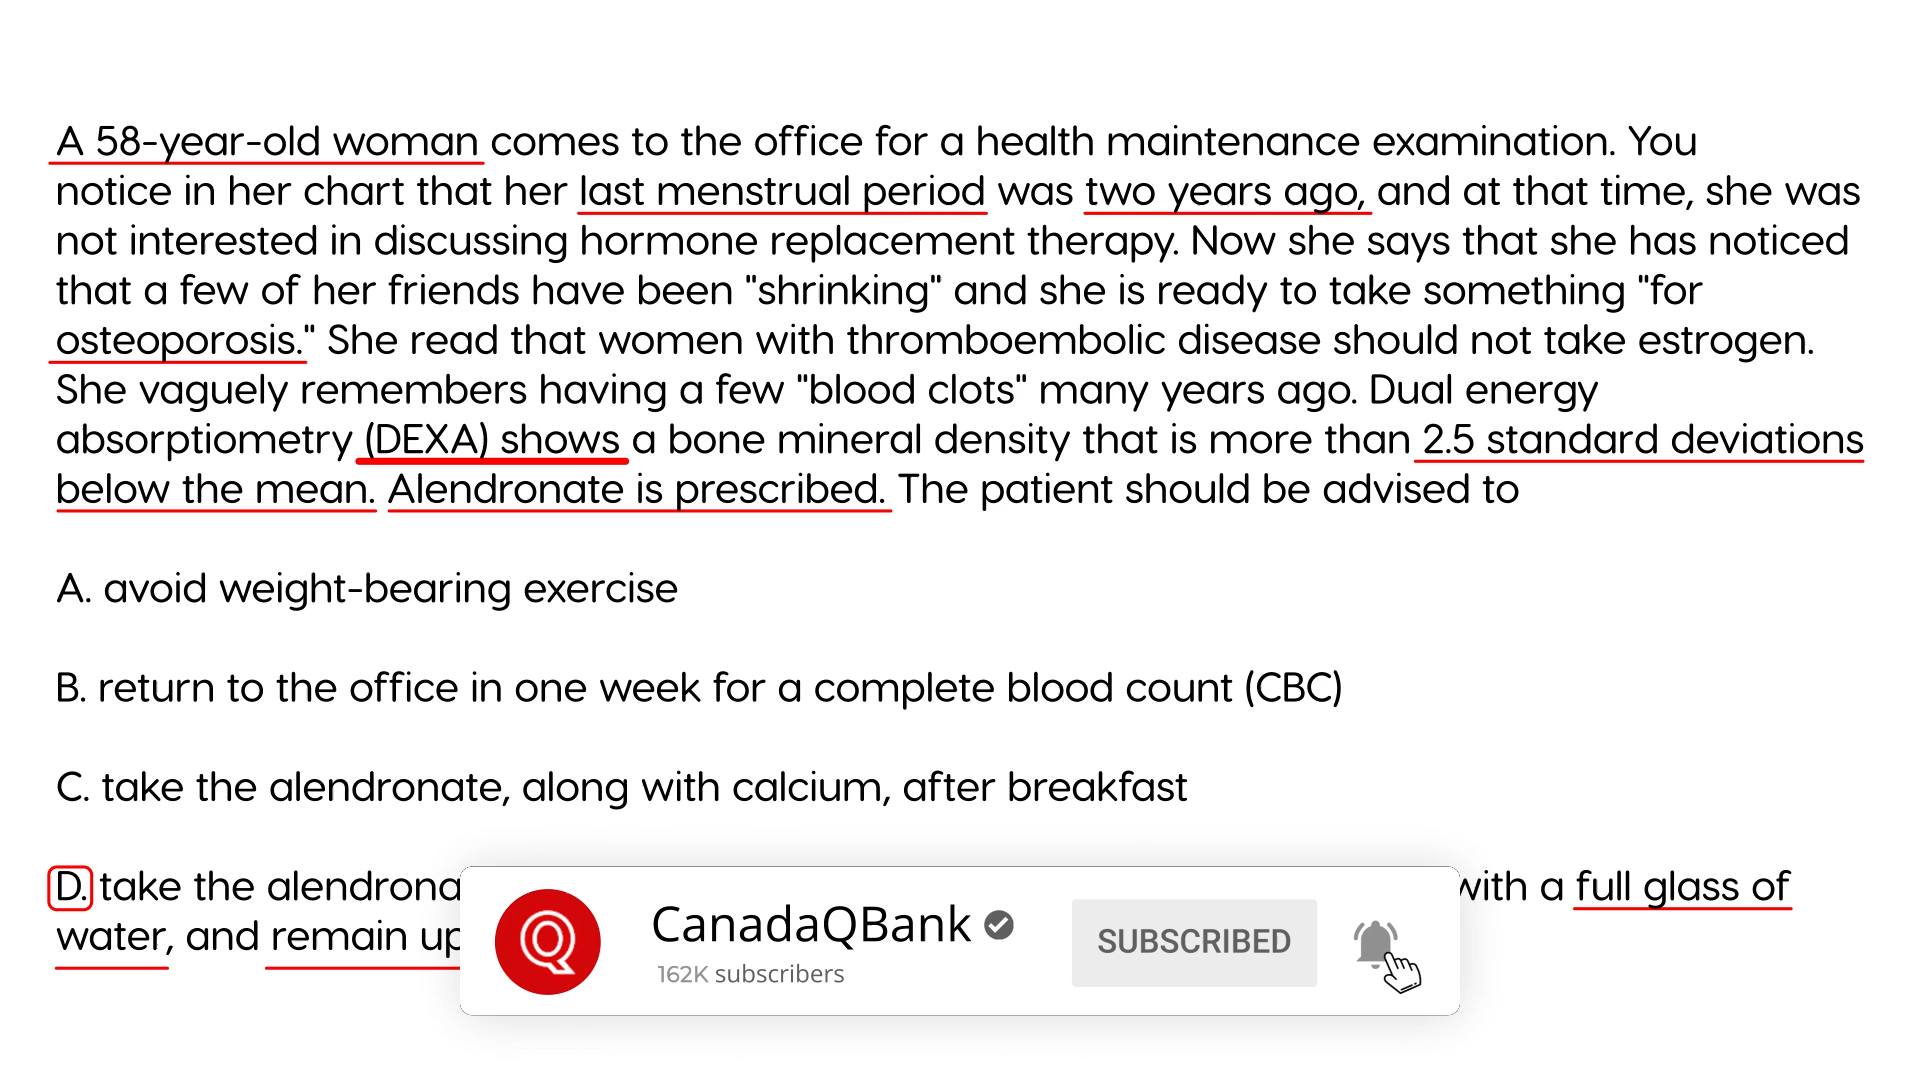 A 58-year-old woman comes to the office for a health maintenance examination. You
notice in her chart that her last menstrual period was two years ago, and at that time, she was
not interested in discussing hormone replacement therapy. Now she says that she has noticed
that a few of her friends have been "shrinking" and she is ready to take something "for
osteoporosis." She read that women with thromboembolic disease should not take estrogen.
She vaguely remembers having a few "blood clots" many years ago. Dual energy
absorptiometry (DEXA) shows a bone mineral density that is more than 2.5 standard deviations
below the mean. Alendronate is prescribed. The patient should be advised to
A. avoid weight-bearing exercise
B. return to the office in one week for a complete blood count (CBC)
C. take the alendronate, along with calcium, after breakfast
D. take the alendrona with a full glass of
water, and remain up
CanadaQBank
162K subscribers
SUBSCRIBED